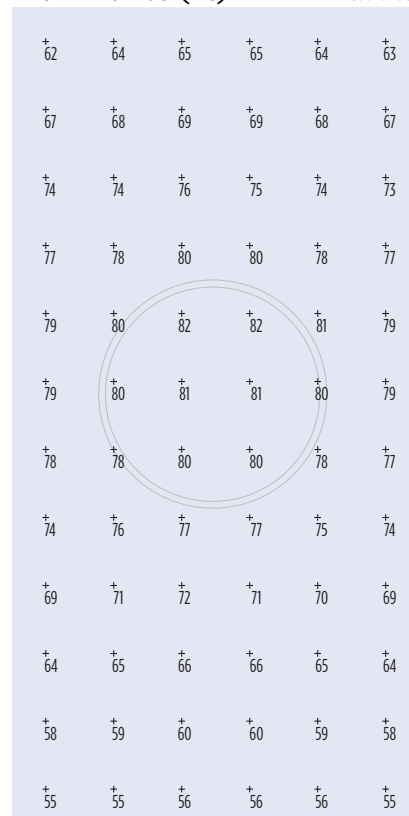 + + + + + +
62 64 65 65 64 63
+ + + + + +
67 68 69 69 68 67
+ + + + + +
74 74 76 75 74 73
+ + + + + +
77 78 80 80 78 77
+ + + + + +
79 80 82 82 81 79
+ + + + + +
79 80 81 81 80 79
+ + + + + +
78 78 80 80 78 77
+ + + + + +
74 76 77 77 75 74
+ + + + + +
69 71 72 71 70 69
+ + + + + +
64 65 66 66 65 64
+ + + + + +
58 59 60 60 59 58
+ + + + + +
55 55 56 56 56 55